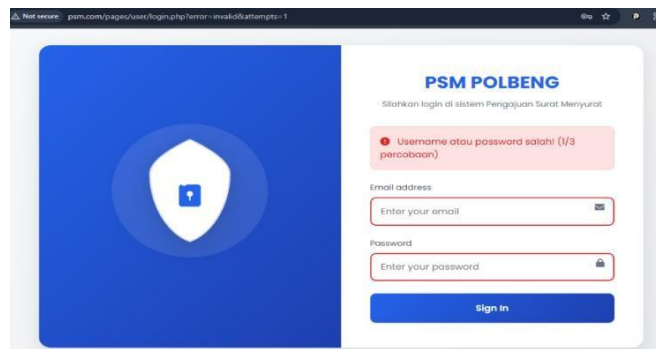 Not secure psm.com/pages/user/login.php?error=invalid&attempts=1
PSM POLBENG
Silahkan login di sistem Pengajuan Surat Menyurat
Username atau password salah! (1/3
percobaan)
Email address
Enter your email
Password
Enter your password
Sign In